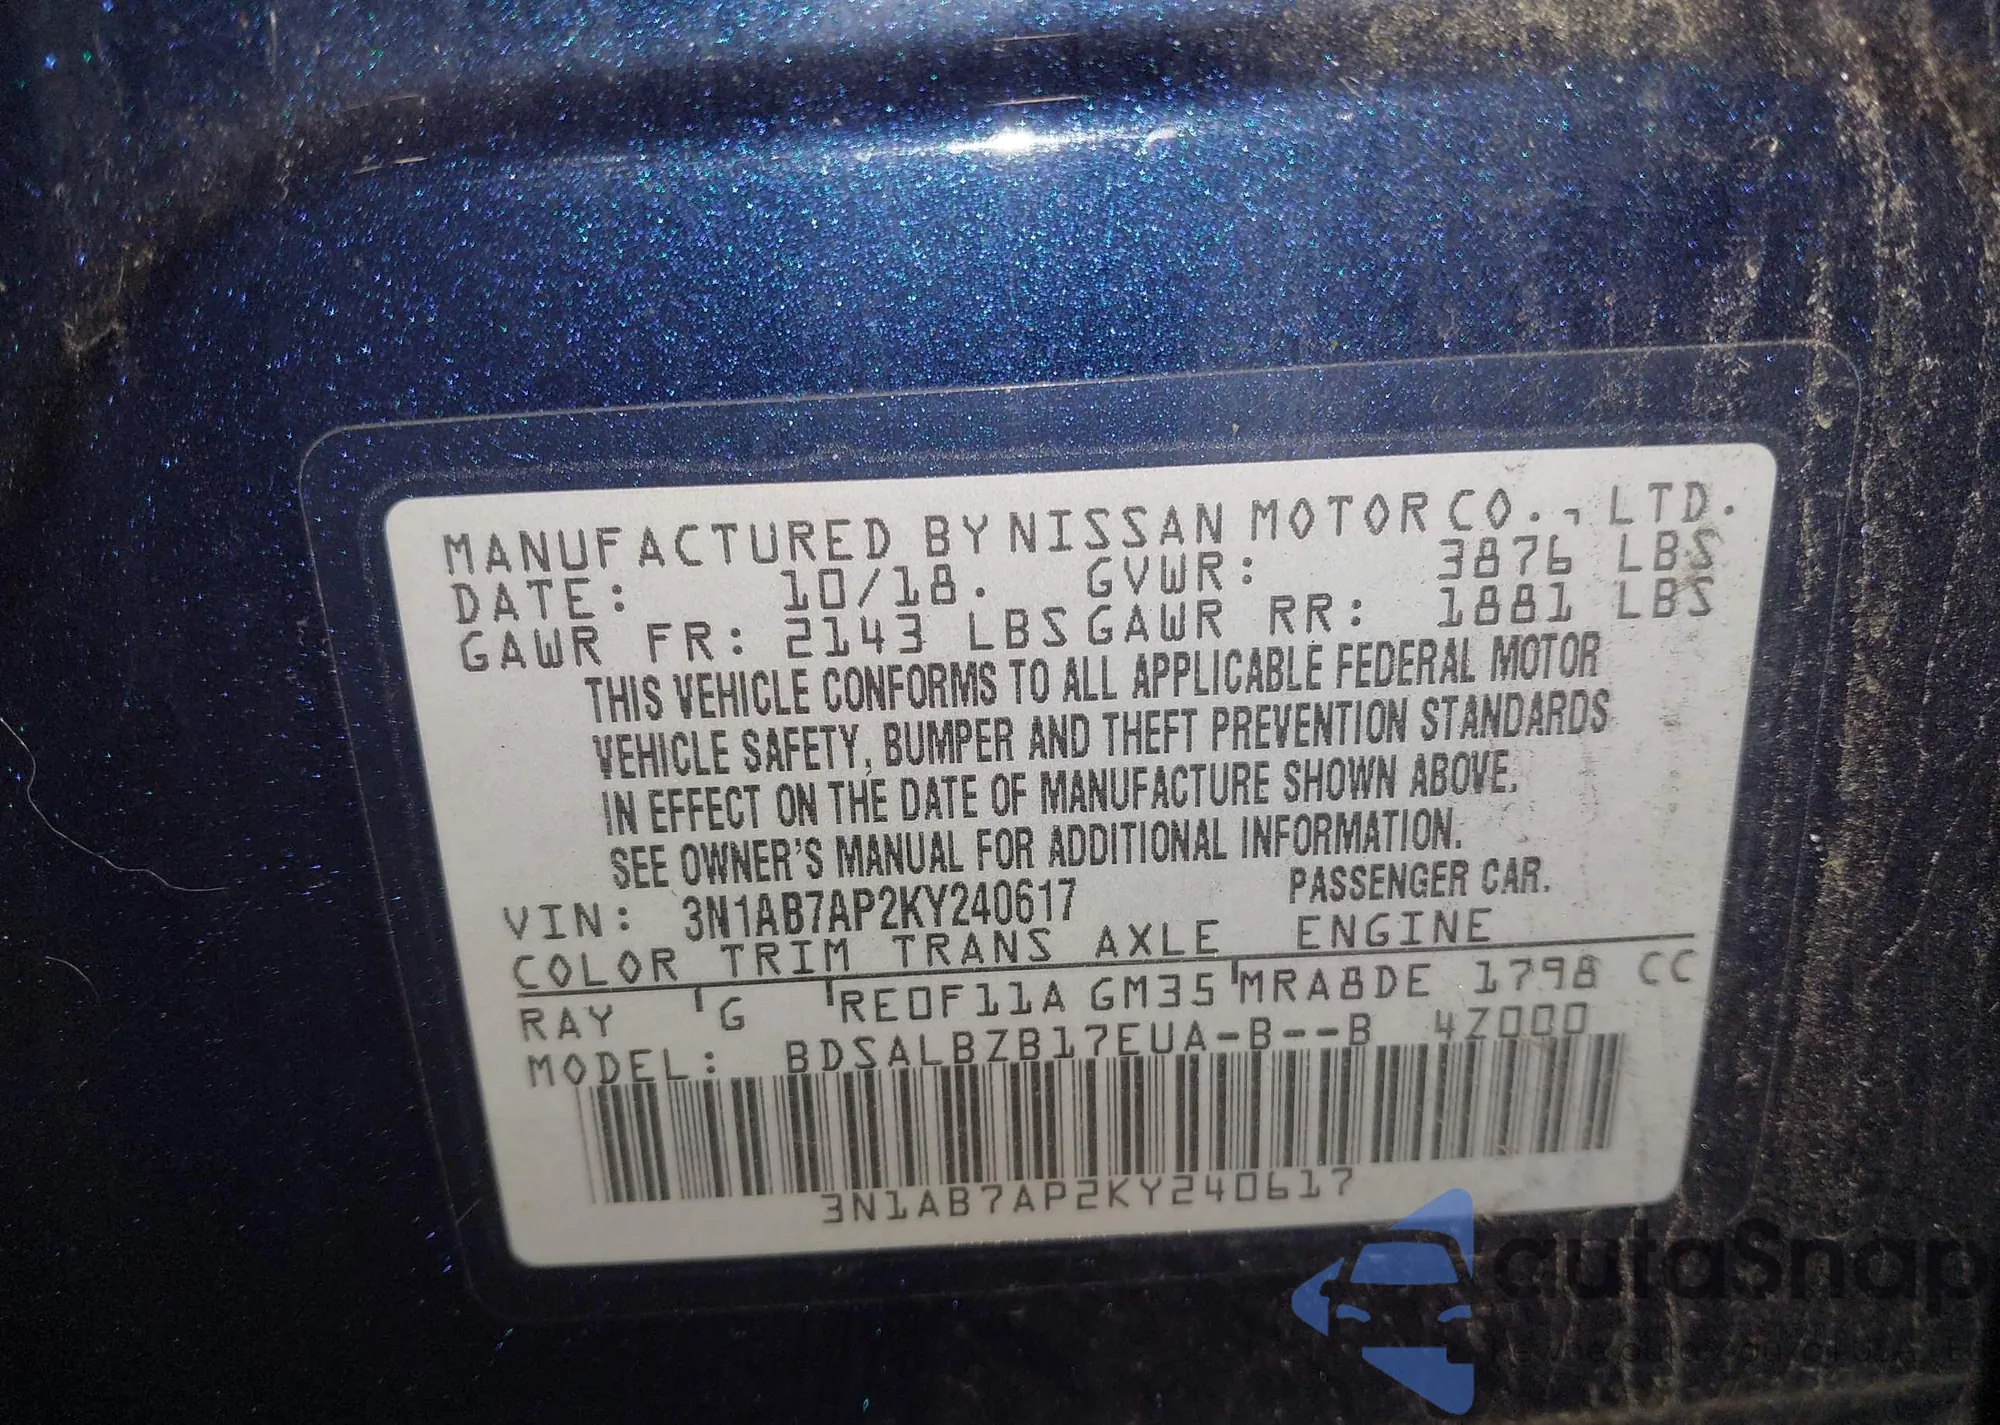 MANUFACTURED BY NISSAN MOTOR CO., LTD.
DATE: 10/18. GVWR: 3876 LBS
GAWR FR: 2143 LBS GAWR RR: 1881 LBS
THIS VEHICLE CONFORMS TO ALL APPLICABLE FEDERAL MOTOR
VEHICLE SAFETY, BUMPER AND THEFT PREVENTION STANDARDS
IN EFFECT ON THE DATE OF MANUFACTURE SHOWN ABOVE.
SEE OWNER'S MANUAL FOR ADDITIONAL INFORMATION.
VIN: 3N1AB7AP2KY240617 PASSENGER CAR.
COLOR TRIM TRANS AXLE ENGINE
RAY G RE0F11A GM35 MRA8DE 1798 CC
MODEL: BDSALBZB17EUA-B--B 4Z000
3N1AB7AP2KY240617
autaSnap